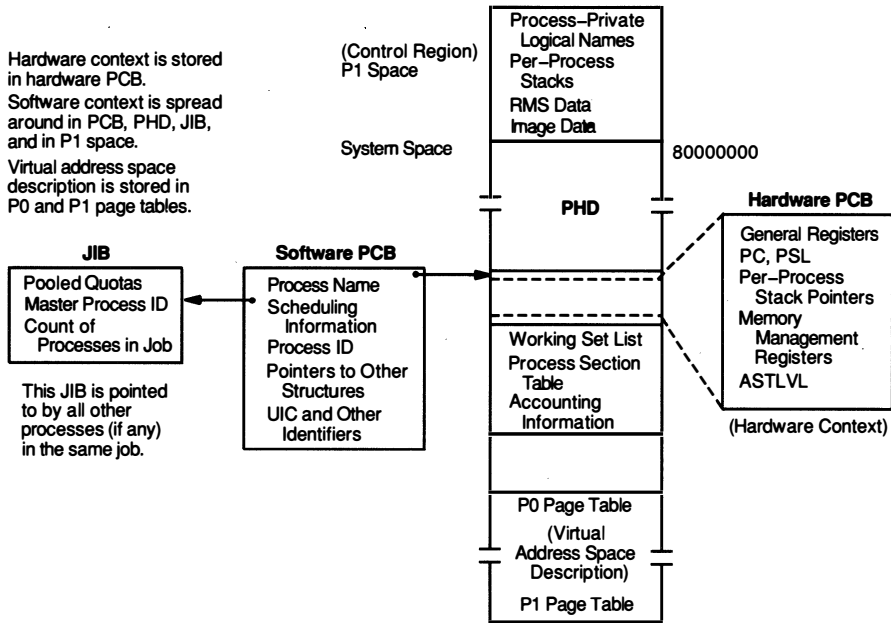 Hardware context is stored
in hardware PCB.
Software context is spread
around in PCB, PHD, JIB,
and in P1 space.
Virtual address space
description is stored in
P0 and P1 page tables.
(Control Region)
P1 Space
Process–Private
Logical Names
Per–Process
Stacks
RMS Data
Image Data
System Space
80000000
PHD
Hardware PCB
General Registers
PC, PSL
Per–Process
Stack Pointers
Memory
Management
Registers
ASTLVL
(Hardware Context)
JIB
Pooled Quotas
Master Process ID
Count of
Processes in Job
This JIB is pointed
to by all other
processes (if any)
in the same job.
Software PCB
Process Name
Scheduling
Information
Process ID
Pointers to Other
Structures
UIC and Other
Identifiers
Working Set List
Process Section
Table
Accounting
Information
P0 Page Table
(Virtual
Address Space
Description)
P1 Page Table